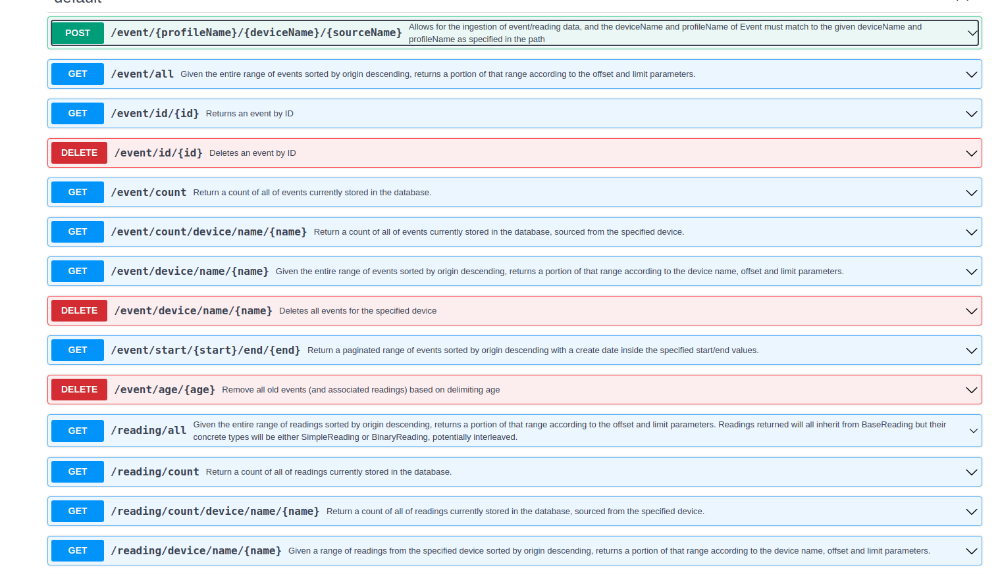 default
POST /event/{profileName}/{deviceName}/{sourceName} Allows for the ingestion of event/reading data, and the deviceName and profileName of Event must match to the given deviceName and
profileName as specified in the path
GET /event/all Given the entire range of events sorted by origin descending, returns a portion of that range according to the offset and limit parameters.
GET /event/id/{id} Returns an event by ID
DELETE /event/id/{id} Deletes an event by ID
GET /event/count Return a count of all of events currently stored in the database.
GET /event/count/device/name/{name} Return a count of all of events currently stored in the database, sourced from the specified device.
GET /event/device/name/{name} Given the entire range of events sorted by origin descending, returns a portion of that range according to the device name, offset and limit parameters.
DELETE /event/device/name/{name} Deletes all events for the specified device
GET /event/start/{start}/end/{end} Return a paginated range of events sorted by origin descending with a create date inside the specified start/end values.
DELETE /event/age/{age} Remove all old events (and associated readings) based on delimiting age
GET /reading/all Given the entire range of readings sorted by origin descending, returns a portion of that range according to the offset and limit parameters. Readings returned will all inherit from BaseReading but their
concrete types will be either SimpleReading or BinaryReading, potentially interleaved.
GET /reading/count Return a count of all of readings currently stored in the database.
GET /reading/count/device/name/{name} Return a count of all of readings currently stored in the database, sourced from the specified device.
GET /reading/device/name/{name} Given a range of readings from the specified device sorted by origin descending, returns a portion of that range according to the device name, offset and limit parameters.